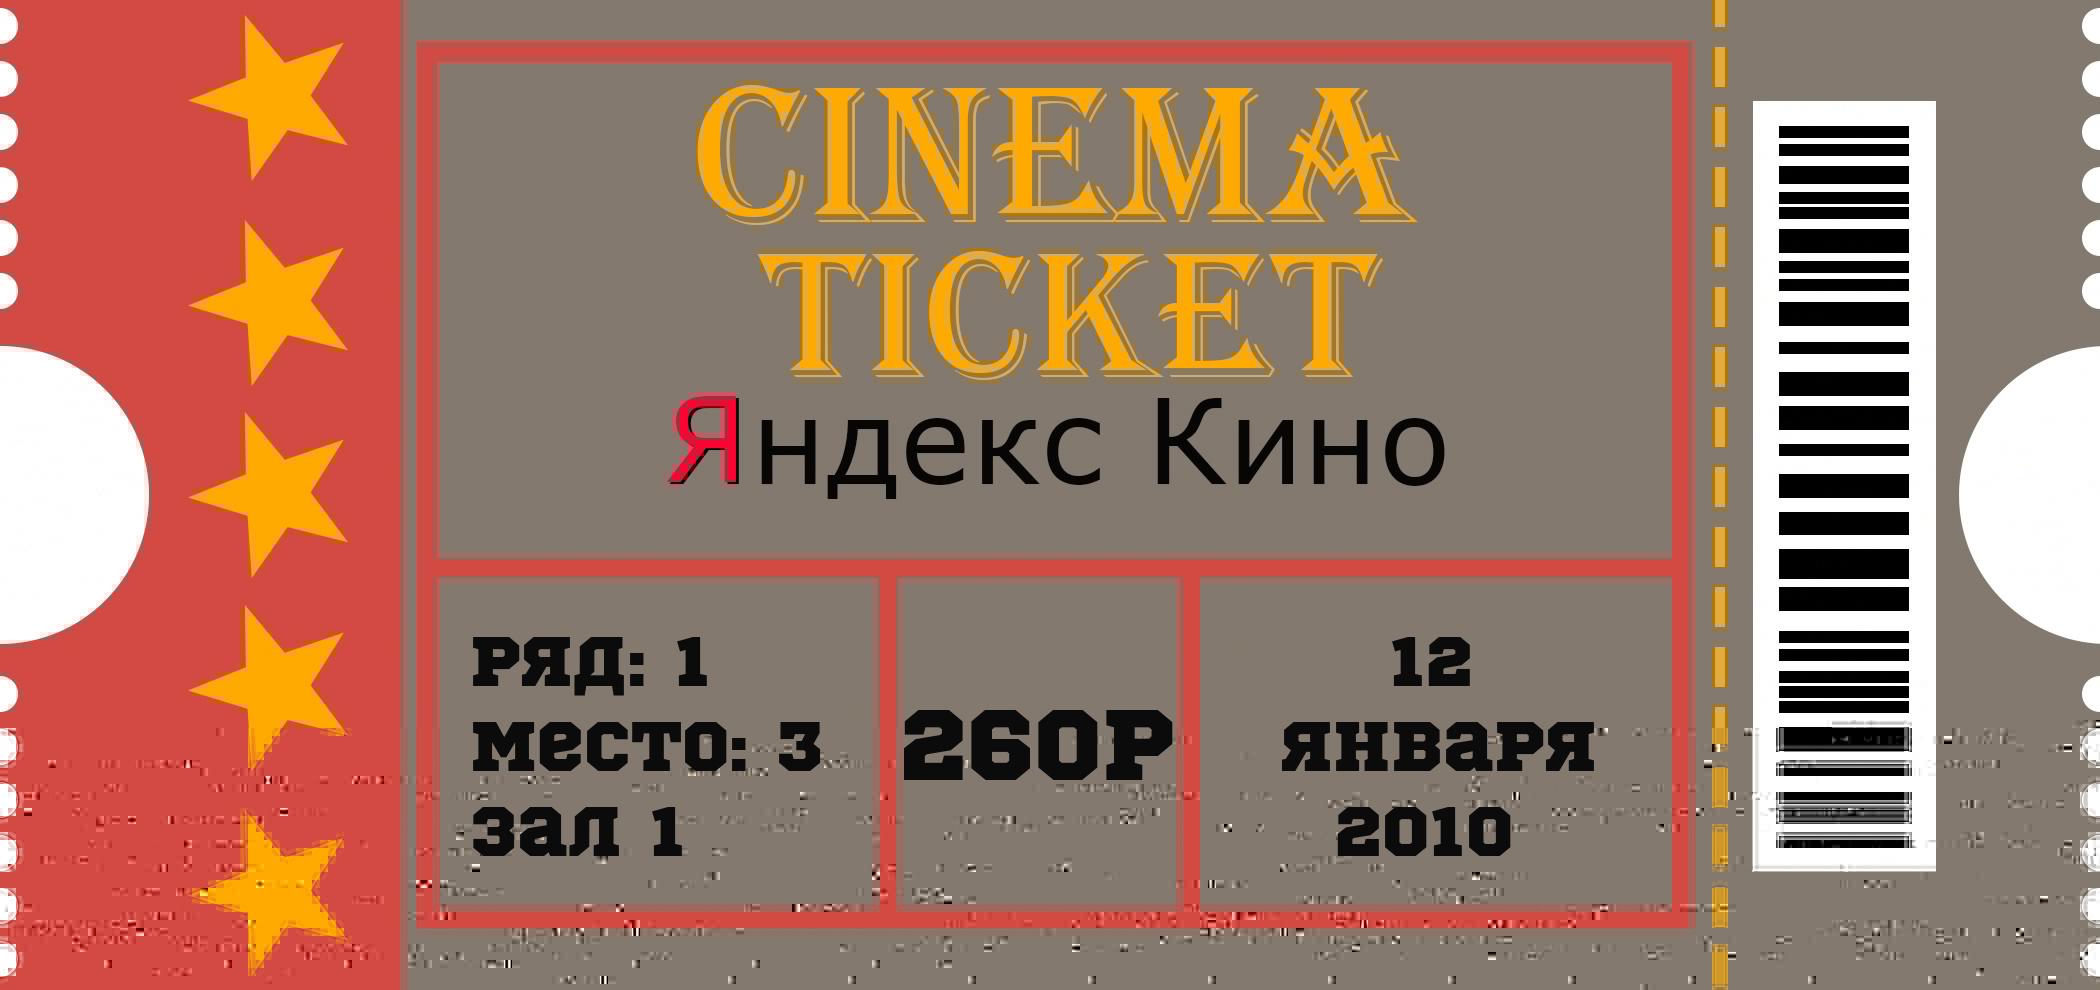 CINEMA
TICKET
Яндекс Кино
РЯД: 1
место: 3
зал 1
260Р
12
января
2010